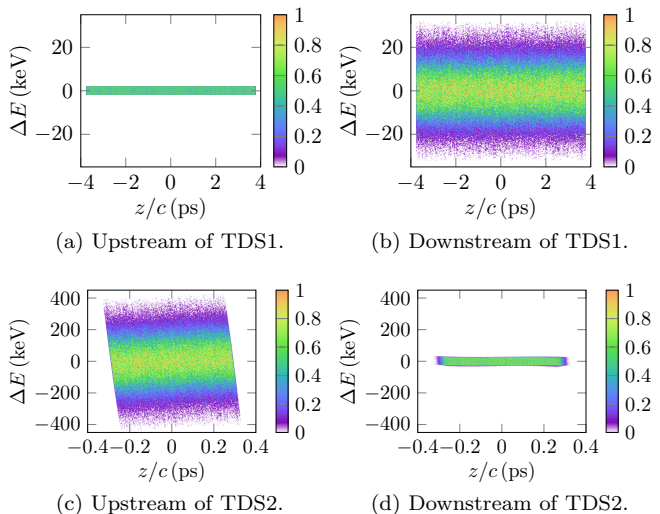 ΔE (keV)
20
0
−20
−4 −2 0 2 4
z/c (ps)
0 0.2 0.4 0.6 0.8 1
(a) Upstream of TDS1.
ΔE (keV)
20
0
−20
−4 −2 0 2 4
z/c (ps)
0 0.2 0.4 0.6 0.8 1
(b) Downstream of TDS1.
ΔE (keV)
400
200
0
−200
−400
−0.4 −0.2 0 0.2 0.4
z/c (ps)
0 0.2 0.4 0.6 0.8 1
(c) Upstream of TDS2.
ΔE (keV)
400
200
0
−200
−400
−0.4 −0.2 0 0.2 0.4
z/c (ps)
0 0.2 0.4 0.6 0.8 1
(d) Downstream of TDS2.